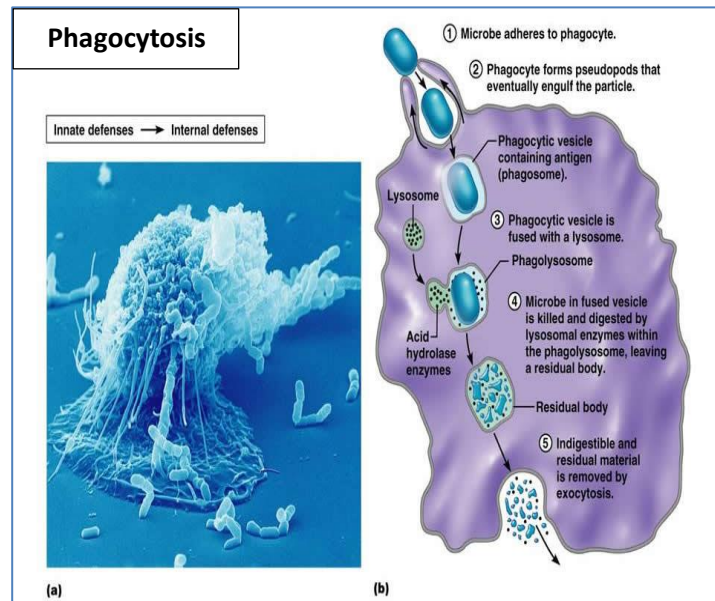 Phagocytosis
Innate defenses → Internal defenses
(a)
① Microbe adheres to phagocyte.
② Phagocyte forms pseudopods that
eventually engulf the particle.
Phagocytic vesicle
containing antigen
(phagosome).
Lysosome
③ Phagocytic vesicle is
fused with a lysosome.
Phagolysosome
Acid
hydrolase
enzymes
④ Microbe in fused vesicle
is killed and digested by
lysosomal enzymes within
the phagolysosome, leaving
a residual body.
Residual body
⑤ Indigestible and
residual material
is removed by
exocytosis.
(b)